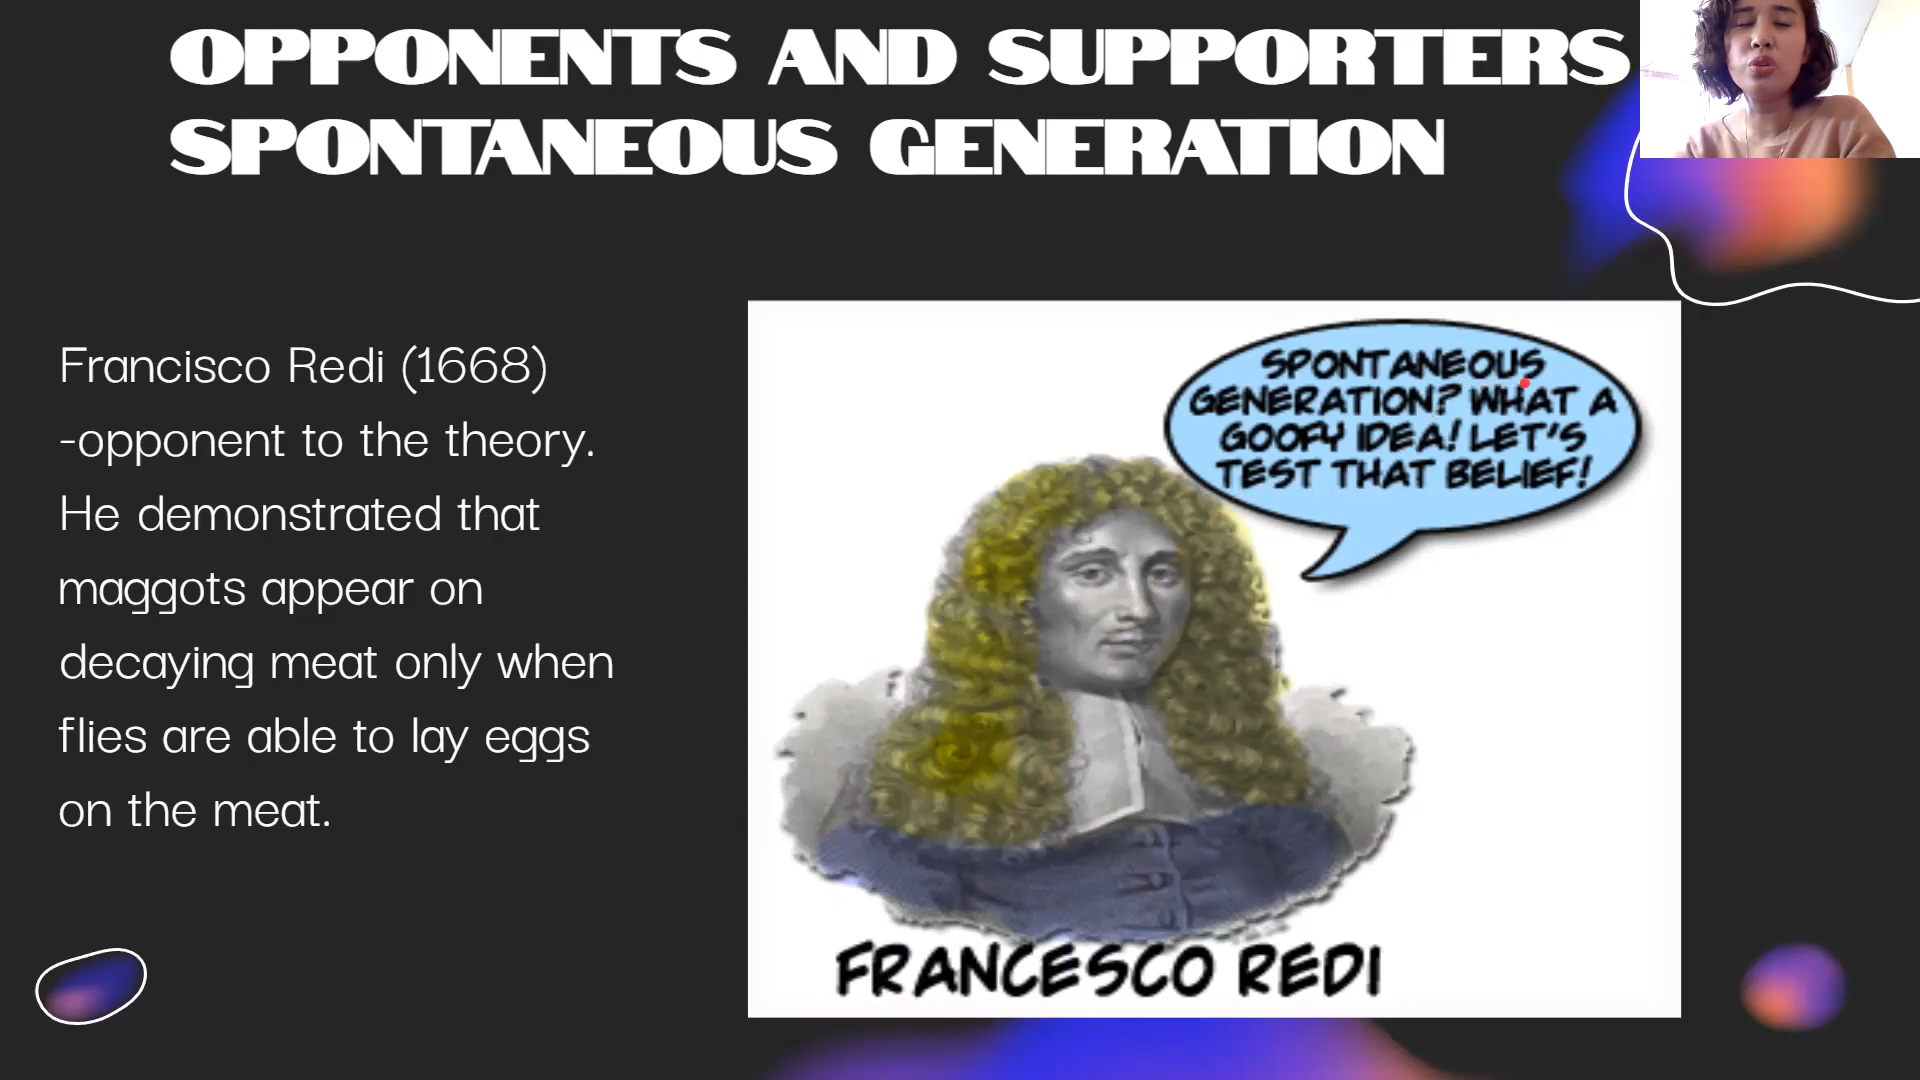 OPPONENTS AND SUPPORTERS
SPONTANEOUS GENERATION
Francisco Redi (1668)
-opponent to the theory.
He demonstrated that
maggots appear on
decaying meat only when
flies are able to lay eggs
on the meat.
SPONTANEOUS
GENERATION? WHAT A
GOOFY IDEA! LET'S
TEST THAT BELIEF!
FRANCESCO REDI